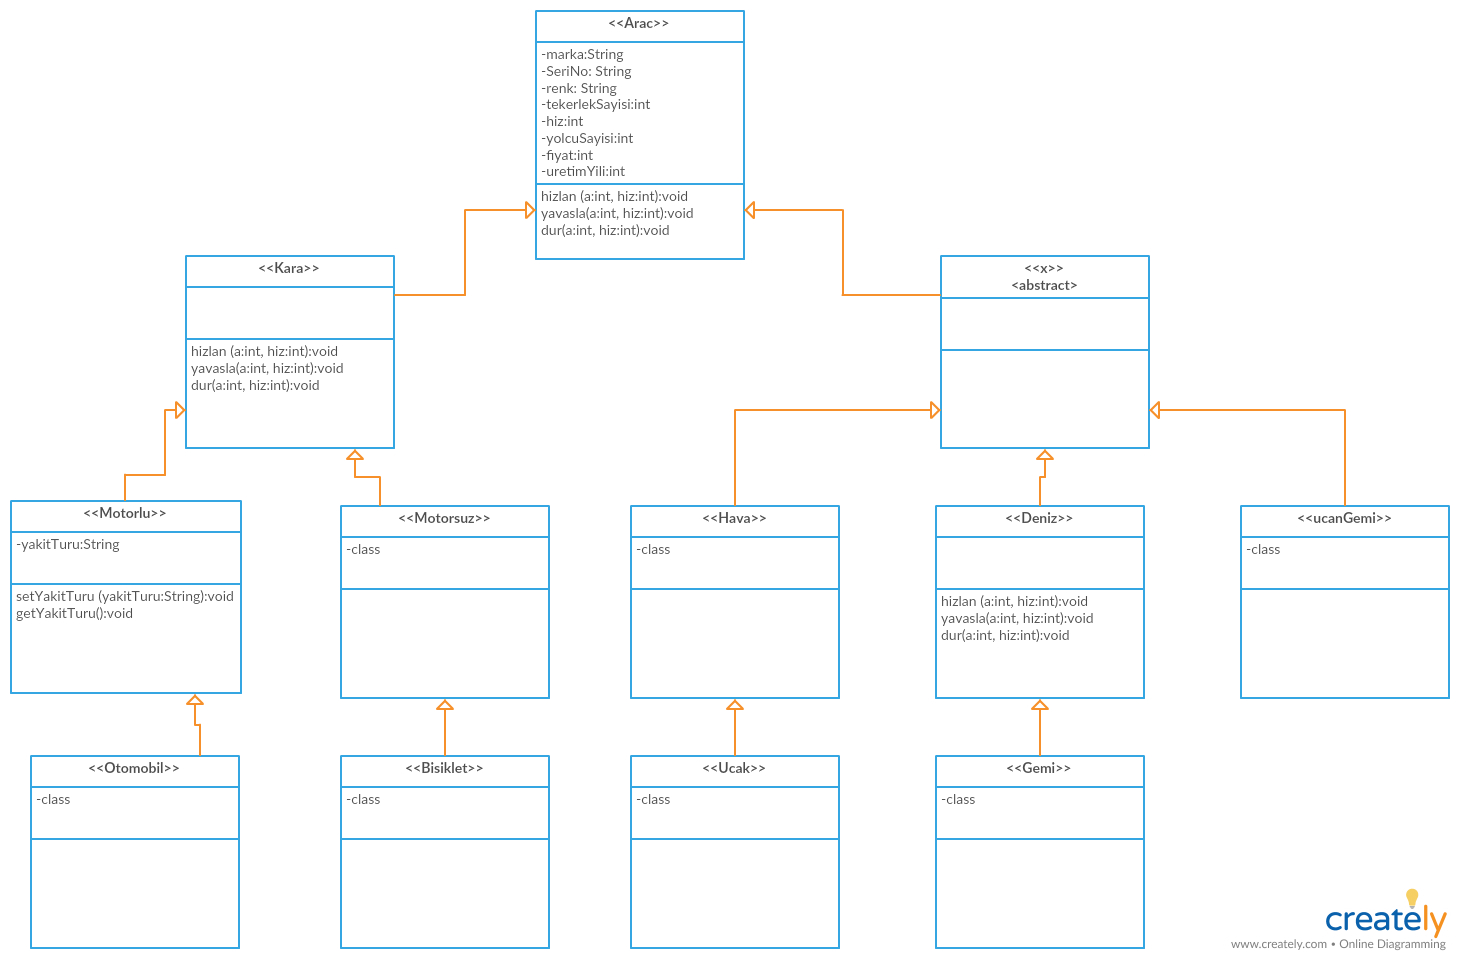 <<Arac>>
-marka:String
-SeriNo: String
-renk: String
-tekerlekSayisi:int
-hiz:int
-yolcuSayisi:int
-fiyat:int
-uretimYili:int
hizlan (a:int, hiz:int):void
yavasla(a:int, hiz:int):void
dur(a:int, hiz:int):void
<<Kara>>
hizlan (a:int, hiz:int):void
yavasla(a:int, hiz:int):void
dur(a:int, hiz:int):void
<<x>>
<abstract>
<<Motorlu>>
-yakitTuru:String
setYakitTuru (yakitTuru:String):void
getYakitTuru():void
<<Motorsuz>>
-class
<<Hava>>
-class
<<Deniz>>
hizlan (a:int, hiz:int):void
yavasla(a:int, hiz:int):void
dur(a:int, hiz:int):void
<<ucanGemi>>
-class
<<Otomobil>>
-class
<<Bisiklet>>
-class
<<Ucak>>
-class
<<Gemi>>
-class
creately
www.creately.com • Online Diagramming